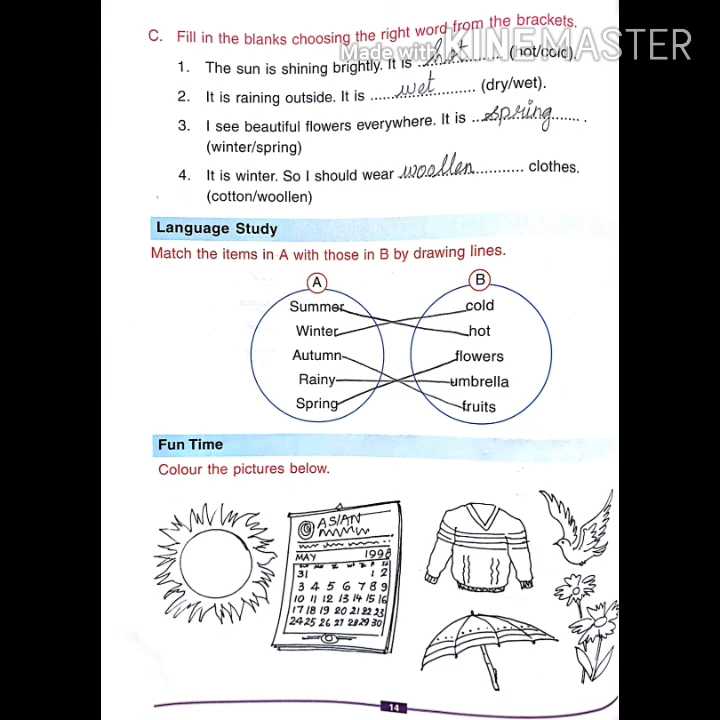 C. Fill in the blanks choosing the right word from the brackets.
Made with KINEMASTER
1. The sun is shining brightly. It is ...hot... (hot/cold).
2. It is raining outside. It is ...wet... (dry/wet).
3. I see beautiful flowers everywhere. It is ...spring... .
(winter/spring)
4. It is winter. So I should wear ...woollen... clothes.
(cotton/woollen)
Language Study
Match the items in A with those in B by drawing lines.
A B
Summer cold
Winter hot
Autumn flowers
Rainy umbrella
Spring fruits
Fun Time
Colour the pictures below.
ASIAN
MAY 1998
31 1 2
3 4 5 6 7 8 9
10 11 12 13 14 15 16
17 18 19 20 21 22 23
24 25 26 27 28 29 30
14